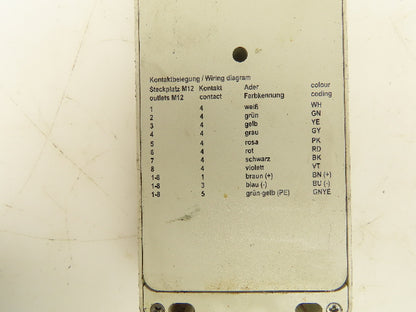 Kontaktbelegung / Wiring diagram
Steckplatz M12 Kontakt Ader colour
outlets M12 contact Farbkennung coding
1 4 weiß WH
2 4 grün GN
3 4 gelb YE
4 4 grau GY
5 4 rosa PK
6 4 rot RD
7 4 schwarz BK
8 4 violett VT
1-8 1 braun (+) BN (+)
1-8 3 blau (-) BU (-)
1-8 5 grün-gelb (PE) GNYE